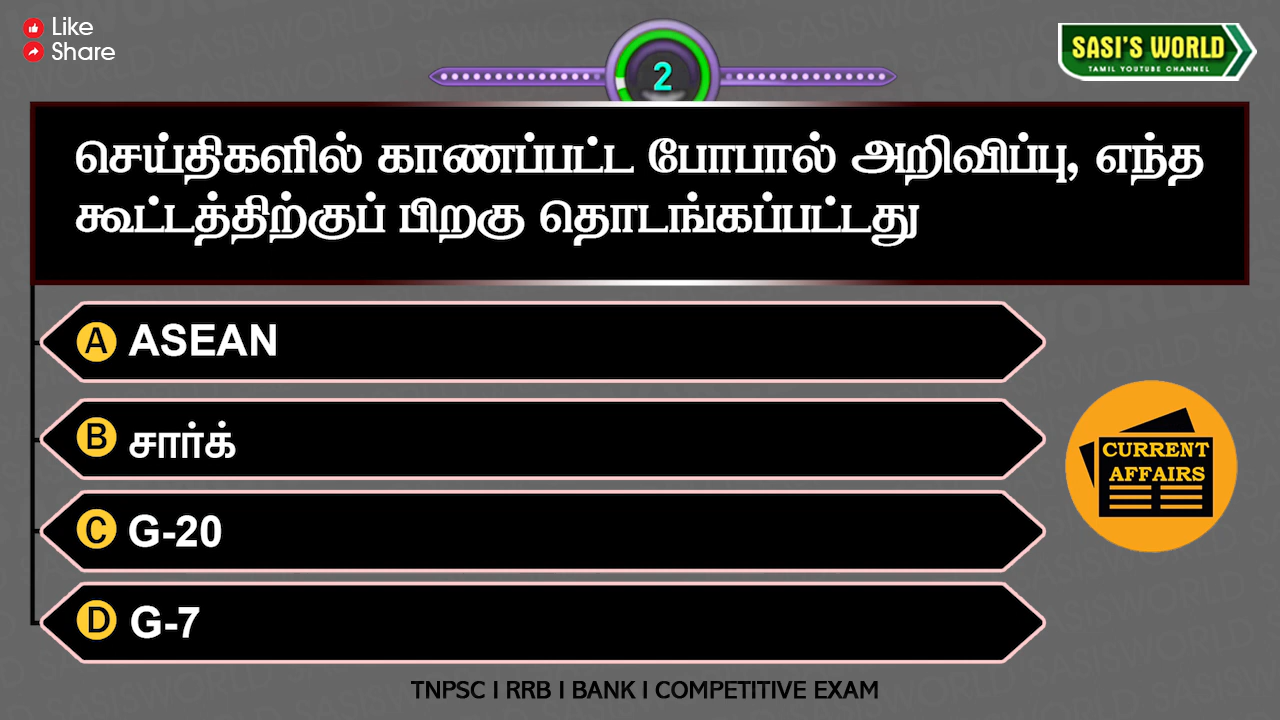 Like
Share
2
SASI'S WORLD
TAMIL YOUTUBE CHANNEL
செய்திகளில் காணப்பட்ட போபால் அறிவிப்பு, எந்த
கூட்டத்திற்குப் பிறகு தொடங்கப்பட்டது
A ASEAN
B சார்க்
C G-20
D G-7
CURRENT
AFFAIRS
TNPSC I RRB I BANK I COMPETITIVE EXAM